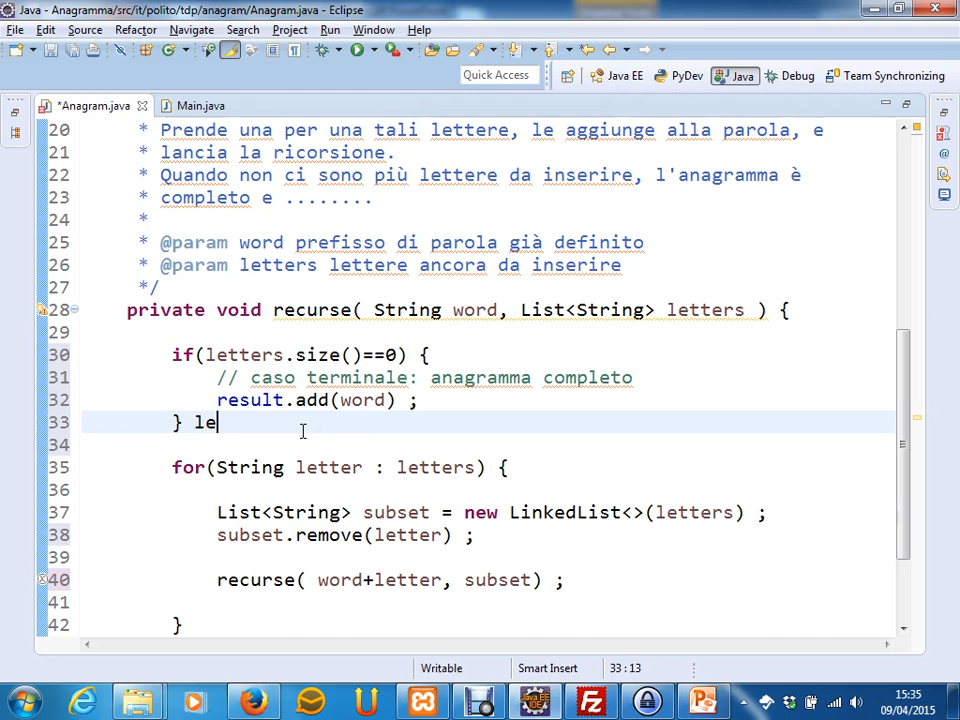 Java - Anagramma/src/it/polito/tdp/anagram/Anagram.java - Eclipse
File Edit Source Refactor Navigate Search Project Run Window Help
Quick Access Java EE PyDev Java Debug Team Synchronizing
*Anagram.java Main.java
20 * Prende una per una tali lettere, le aggiunge alla parola, e
21 * lancia la ricorsione.
22 * Quando non ci sono più lettere da inserire, l'anagramma è
23 * completo e ........
24 *
25 * @param word prefisso di parola già definito
26 * @param letters lettere ancora da inserire
27 */
28 private void recurse( String word, List<String> letters ) {
29
30 if(letters.size()==0) {
31 // caso terminale: anagramma completo
32 result.add(word) ;
33 } le
34
35 for(String letter : letters) {
36
37 List<String> subset = new LinkedList<>(letters) ;
38 subset.remove(letter) ;
39
40 recurse( word+letter, subset) ;
41
42 }
Writable Smart Insert 33 : 13
15:35
09/04/2015